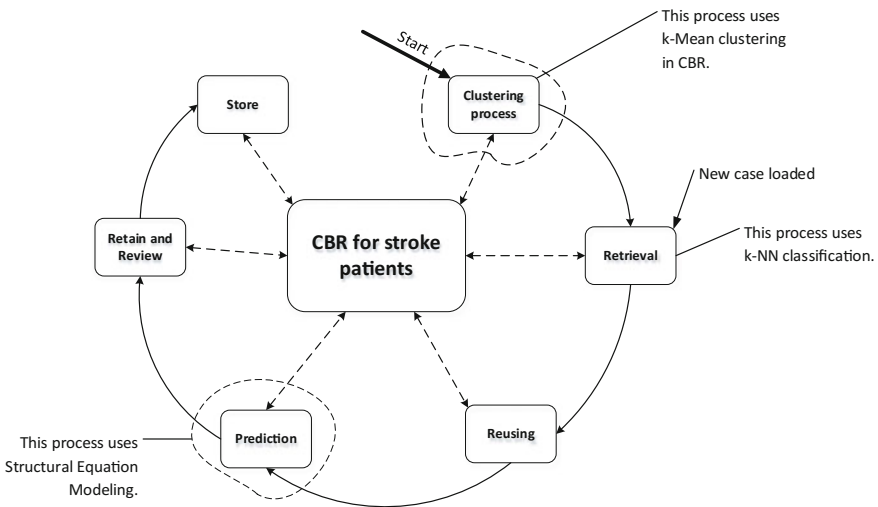 This process uses
k-Mean clustering
in CBR.
Start
Store
Clustering
process
New case loaded
Retain and
Review
CBR for stroke
patients
Retrieval
This process uses
k-NN classification.
Prediction
Reusing
This process uses
Structural Equation
Modeling.